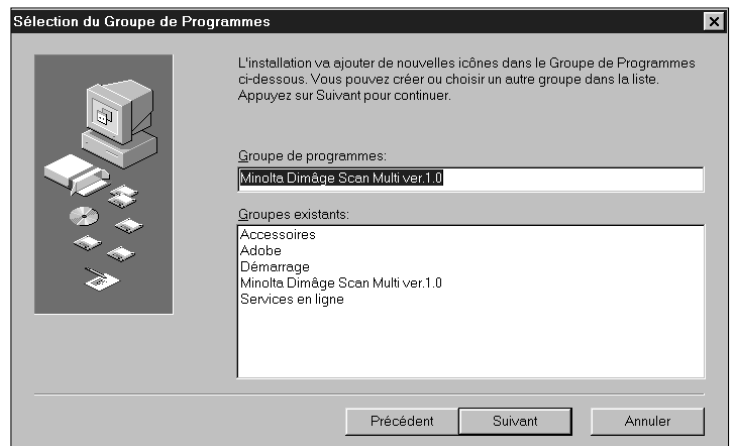 Sélection du Groupe de Programmes
L'installation va ajouter de nouvelles icônes dans le Groupe de Programmes
ci-dessous. Vous pouvez créer ou choisir un autre groupe dans la liste.
Appuyez sur Suivant pour continuer.
Groupe de programmes:
Minolta Dimâge Scan Multi ver.1.0
Groupes existants:
Accessoires
Adobe
Démarrage
Minolta Dimâge Scan Multi ver.1.0
Services en ligne
Précédent
Suivant
Annuler